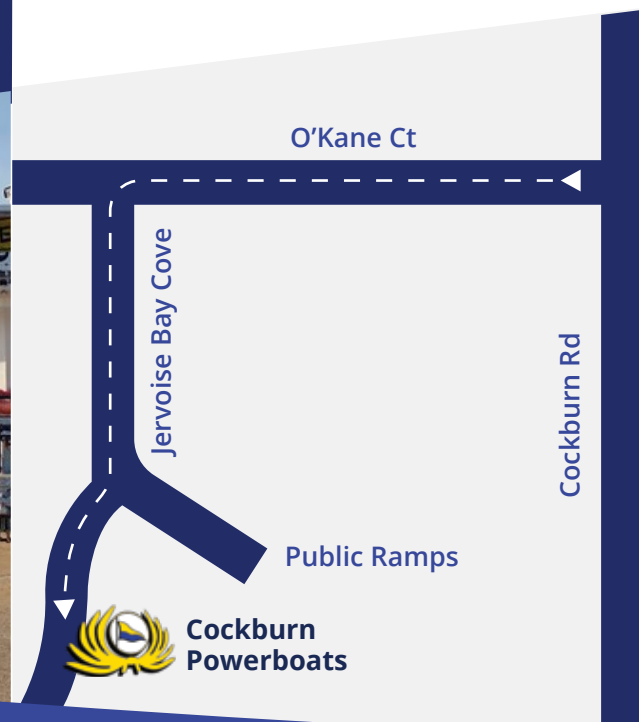 O'Kane Ct
Jervoise Bay Cove
Cockburn Rd
Public Ramps
Cockburn
Powerboats